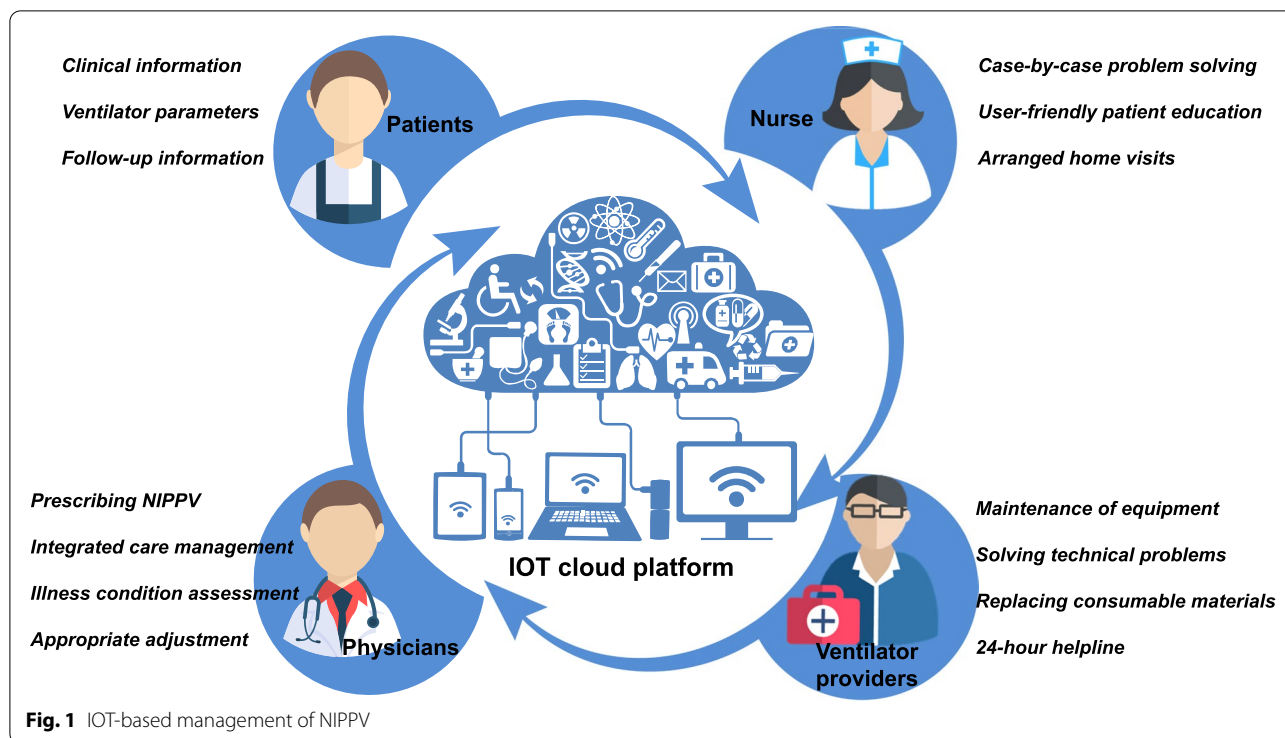 Clinical information
Ventilator parameters
Follow-up information
Patients
Nurse
Case-by-case problem solving
User-friendly patient education
Arranged home visits
Prescribing NIPPV
Integrated care management
Illness condition assessment
Appropriate adjustment
Physicians
IOT cloud platform
Maintenance of equipment
Solving technical problems
Replacing consumable materials
24-hour helpline
Ventilator
providers
Fig. 1 IOT-based management of NIPPV